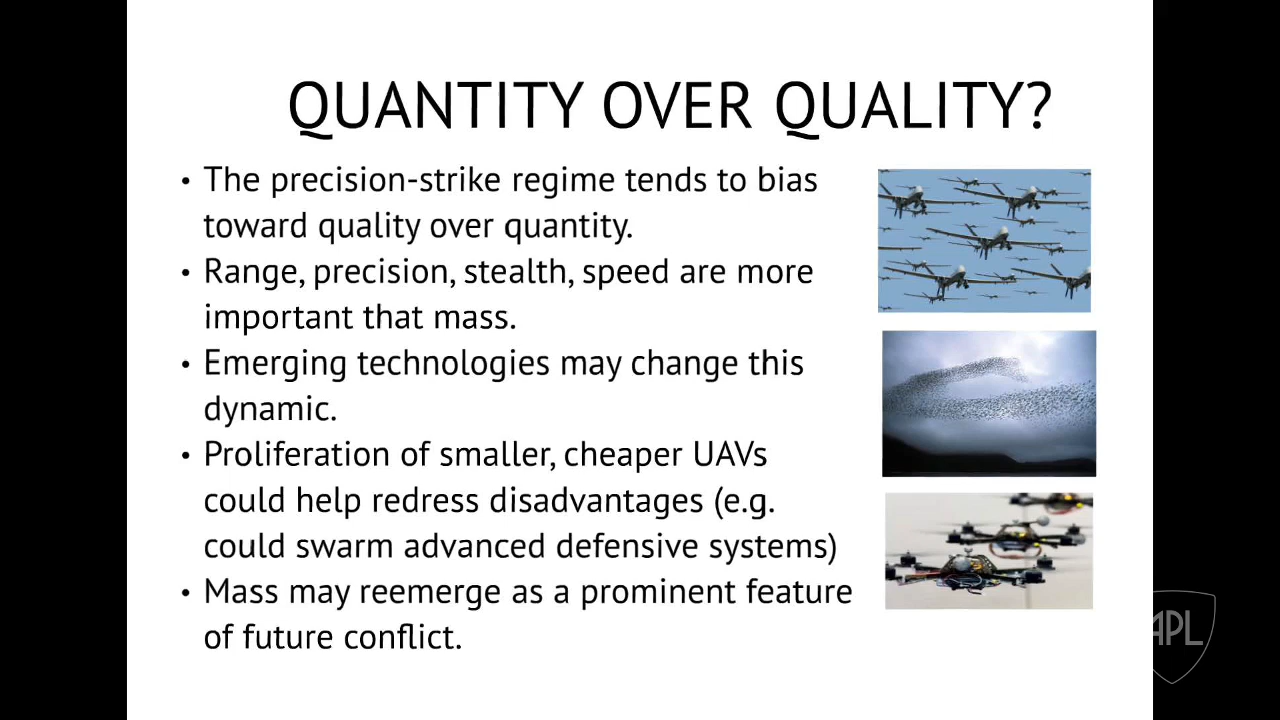 QUANTITY OVER QUALITY?
• The precision-strike regime tends to bias
toward quality over quantity.
• Range, precision, stealth, speed are more
important that mass.
• Emerging technologies may change this
dynamic.
• Proliferation of smaller, cheaper UAVs
could help redress disadvantages (e.g.
could swarm advanced defensive systems)
• Mass may reemerge as a prominent feature
of future conflict.
APL